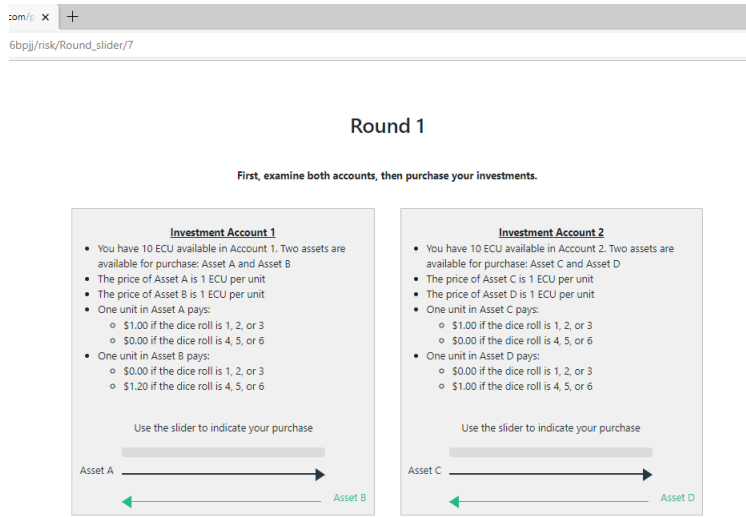 com/p × +
6bpjj/risk/Round_slider/7
Round 1
First, examine both accounts, then purchase your investments.
Investment Account 1
• You have 10 ECU available in Account 1. Two assets are
available for purchase: Asset A and Asset B
• The price of Asset A is 1 ECU per unit
• The price of Asset B is 1 ECU per unit
• One unit in Asset A pays:
○ $1.00 if the dice roll is 1, 2, or 3
○ $0.00 if the dice roll is 4, 5, or 6
• One unit in Asset B pays:
○ $0.00 if the dice roll is 1, 2, or 3
○ $1.20 if the dice roll is 4, 5, or 6
Use the slider to indicate your purchase
Asset A
Asset B
Investment Account 2
• You have 10 ECU available in Account 2. Two assets are
available for purchase: Asset C and Asset D
• The price of Asset C is 1 ECU per unit
• The price of Asset D is 1 ECU per unit
• One unit in Asset C pays:
○ $1.00 if the dice roll is 1, 2, or 3
○ $0.00 if the dice roll is 4, 5, or 6
• One unit in Asset D pays:
○ $0.00 if the dice roll is 1, 2, or 3
○ $1.00 if the dice roll is 4, 5, or 6
Use the slider to indicate your purchase
Asset C
Asset D